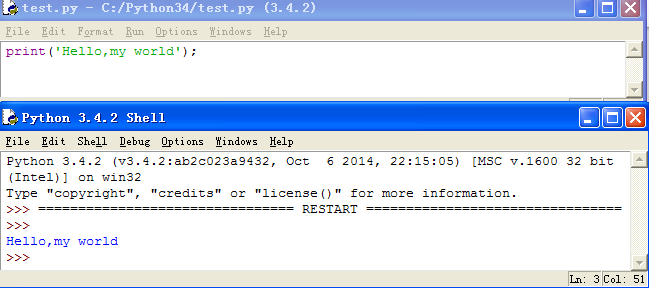 test.py - C:/Python34/test.py (3.4.2)
File Edit Format Run Options Windows Help
print('Hello,my world');
Python 3.4.2 Shell
File Edit Shell Debug Options Windows Help
Python 3.4.2 (v3.4.2:ab2c023a9432, Oct  6 2014, 22:15:05) [MSC v.1600 32 bit
(Intel)] on win32
Type "copyright", "credits" or "license()" for more information.
>>> ================================ RESTART ================================
>>>
Hello,my world
>>>
Ln: 3 Col: 51